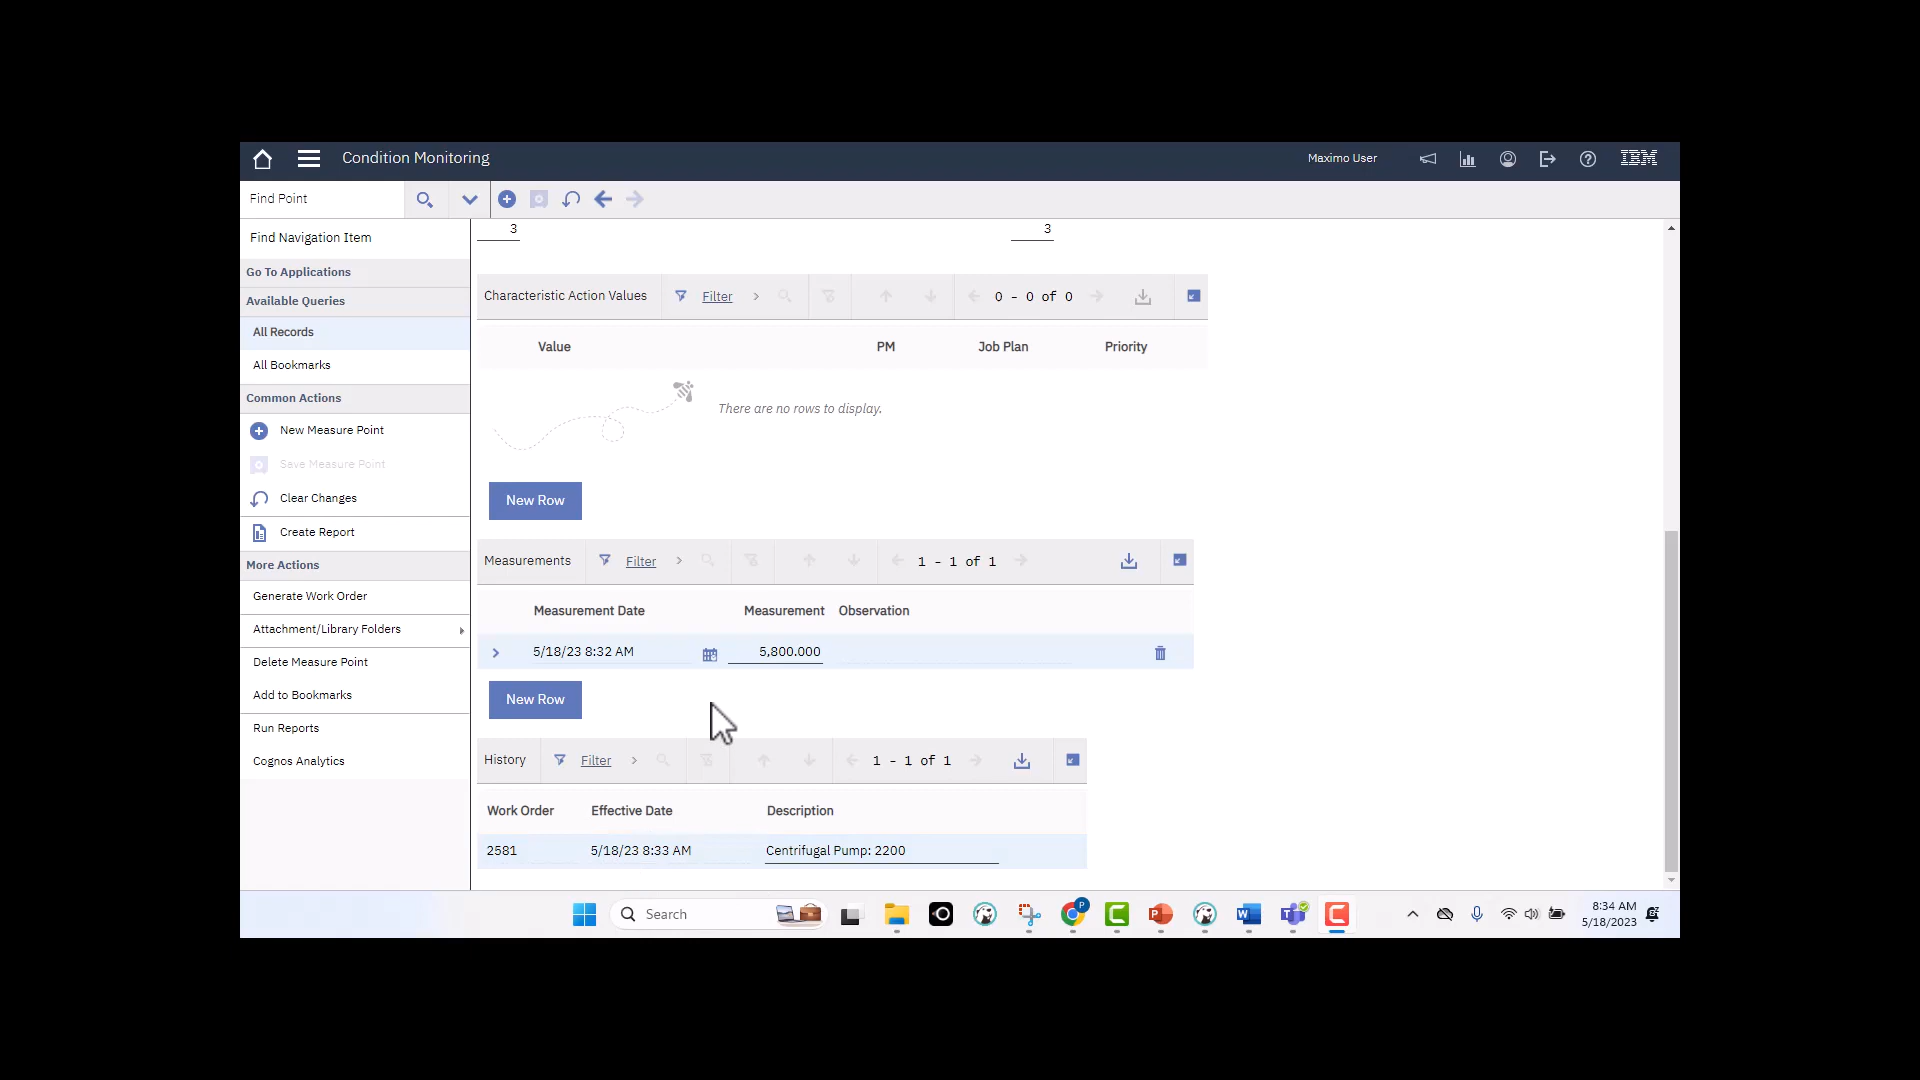 Condition Monitoring
Maximo User
IBM
Find Point
Find Navigation Item
Go To Applications
Available Queries
All Records
All Bookmarks
Common Actions
New Measure Point
Save Measure Point
Clear Changes
Create Report
More Actions
Generate Work Order
Attachment/Library Folders
Delete Measure Point
Add to Bookmarks
Run Reports
Cognos Analytics
3 3
Characteristic Action Values Filter 0 - 0 of 0
Value PM Job Plan Priority
There are no rows to display.
New Row
Measurements Filter 1 - 1 of 1
Measurement Date Measurement Observation
5/18/23 8:32 AM 5,800.000
New Row
History Filter 1 - 1 of 1
Work Order Effective Date Description
2581 5/18/23 8:33 AM Centrifugal Pump: 2200
Search
8:34 AM
5/18/2023